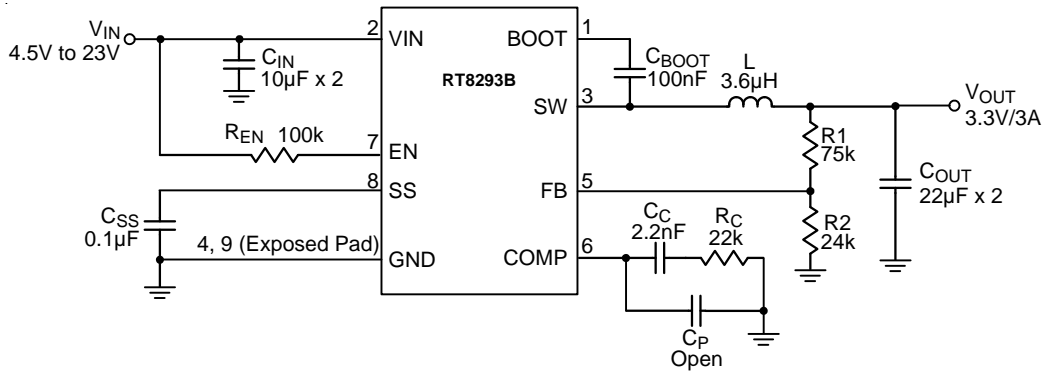 VIN
4.5V to 23V
2
VIN
CIN
10µF x 2
REN 100k
7
EN
8
SS
CSS
0.1µF
4, 9 (Exposed Pad)
GND
RT8293B
BOOT
1
CBOOT
100nF
SW
3
L
3.6µH
VOUT
3.3V/3A
R1
75k
FB
5
COUT
22µF x 2
R2
24k
COMP
6
CC
2.2nF
RC
22k
CP
Open